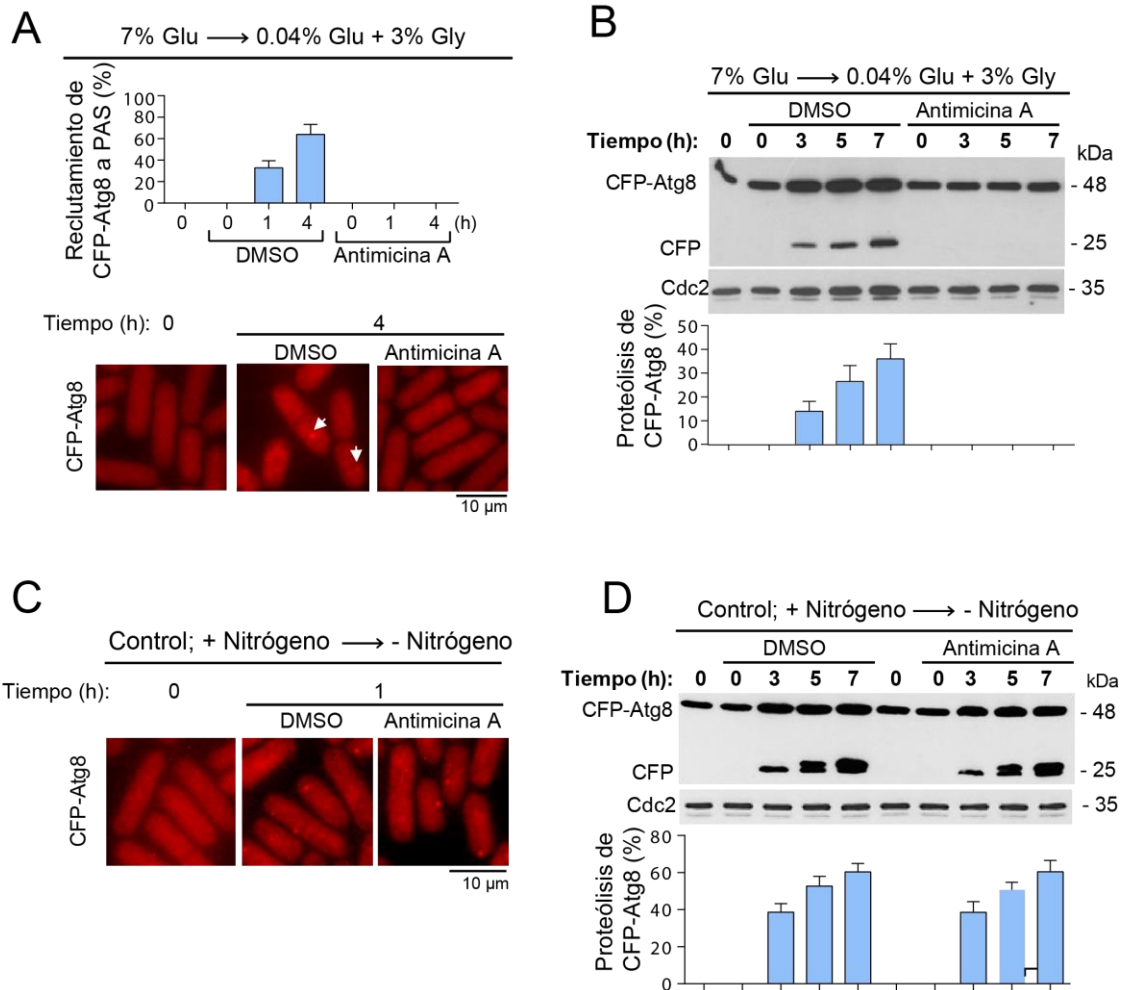 A
7% Glu ⟶ 0.04% Glu + 3% Gly
Reclutamiento de
CFP-Atg8 a PAS (%)
100
80
60
40
20
0
0 0 1 4 0 1 4 (h)
DMSO Antimicina A
Tiempo (h): 0 4
DMSO Antimicina A
CFP-Atg8
10 µm
B
7% Glu ⟶ 0.04% Glu + 3% Gly
DMSO Antimicina A
Tiempo (h): 0 0 3 5 7 0 3 5 7
kDa
CFP-Atg8 - 48
CFP - 25
Cdc2 - 35
Proteólisis de
CFP-Atg8 (%)
50
40
30
20
10
0
C
Control; + Nitrógeno ⟶ - Nitrógeno
Tiempo (h): 0 1
DMSO Antimicina A
CFP-Atg8
10 µm
D
Control; + Nitrógeno ⟶ - Nitrógeno
DMSO Antimicina A
Tiempo (h): 0 0 3 5 7 0 0 3 5 7 kDa
CFP-Atg8 - 48
CFP - 25
Cdc2 - 35
Proteólisis de
CFP-Atg8 (%)
80
60
40
20
0